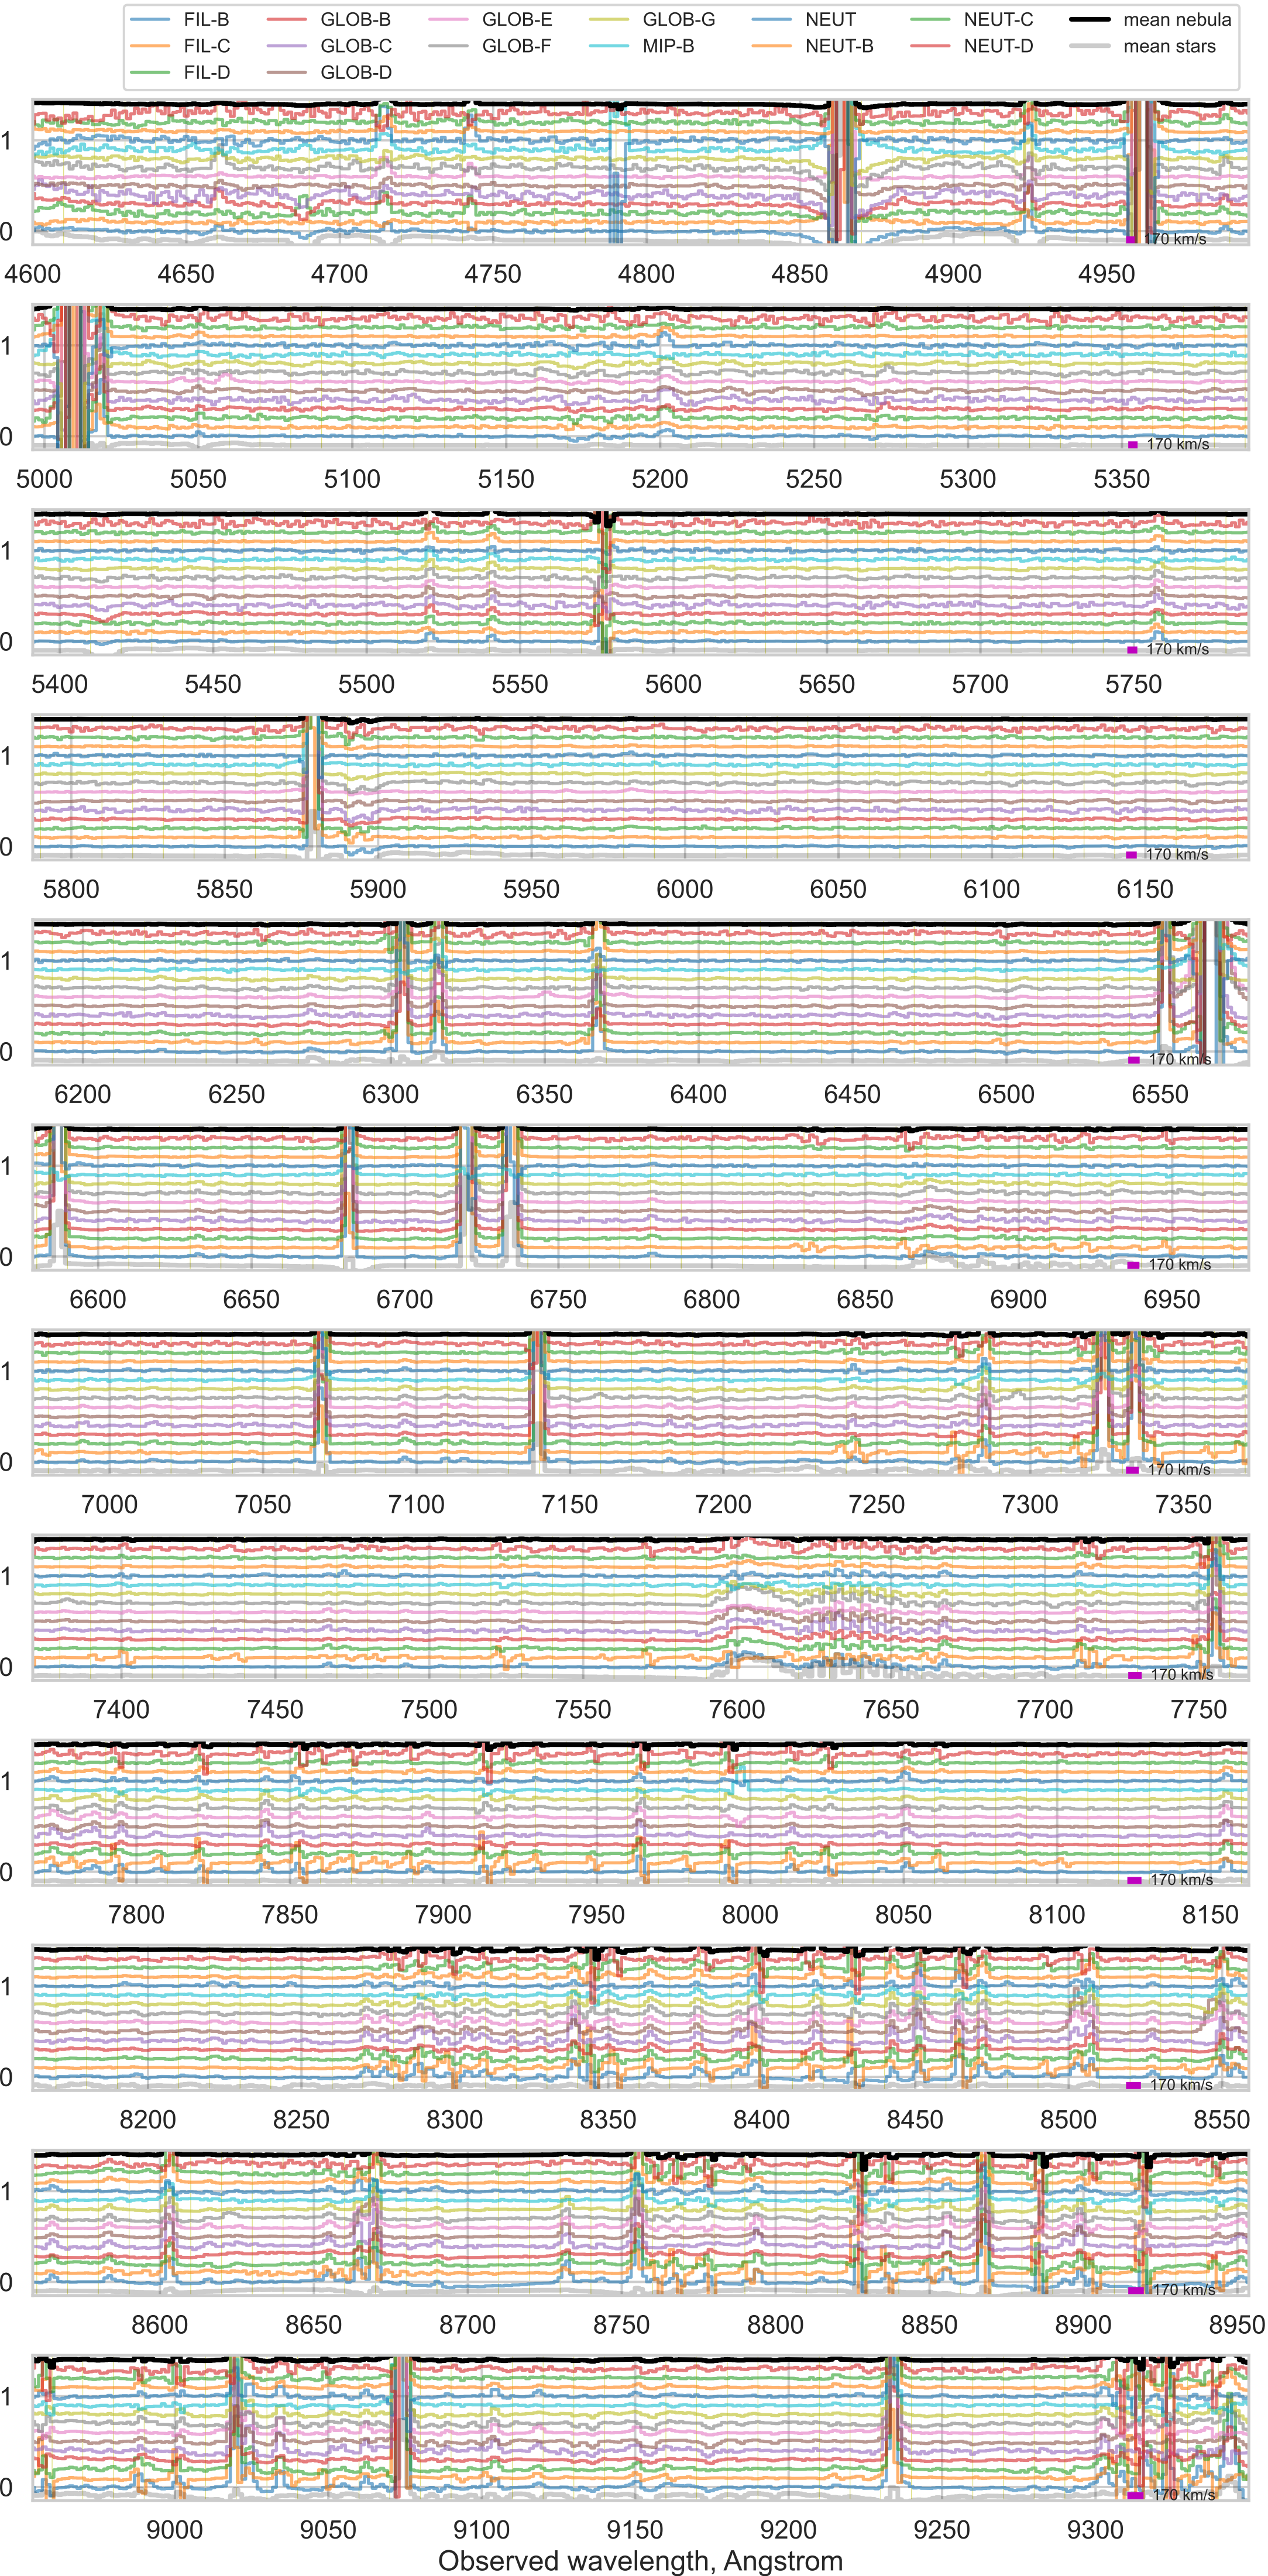 FIL-B GLOB-B GLOB-E GLOB-G NEUT NEUT-C mean nebula
FIL-C GLOB-C GLOB-F MIP-B NEUT-B NEUT-D mean stars
FIL-D GLOB-D
1
0
170 km/s
4600 4650 4700 4750 4800 4850 4900 4950
1
0
170 km/s
5000 5050 5100 5150 5200 5250 5300 5350
1
0
170 km/s
5400 5450 5500 5550 5600 5650 5700 5750
1
0
170 km/s
5800 5850 5900 5950 6000 6050 6100 6150
1
0
170 km/s
6200 6250 6300 6350 6400 6450 6500 6550
1
0
170 km/s
6600 6650 6700 6750 6800 6850 6900 6950
1
0
170 km/s
7000 7050 7100 7150 7200 7250 7300 7350
1
0
170 km/s
7400 7450 7500 7550 7600 7650 7700 7750
1
0
170 km/s
7800 7850 7900 7950 8000 8050 8100 8150
1
0
170 km/s
8200 8250 8300 8350 8400 8450 8500 8550
1
0
170 km/s
8600 8650 8700 8750 8800 8850 8900 8950
1
0
170 km/s
9000 9050 9100 9150 9200 9250 9300
Observed wavelength, Angstrom